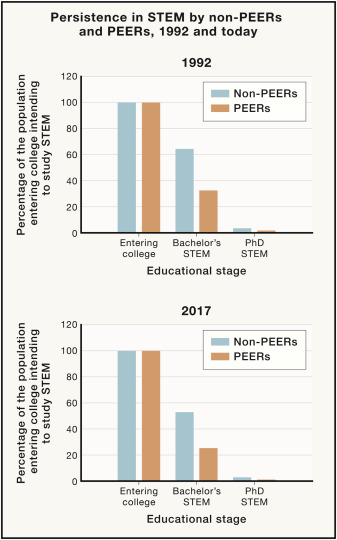 Persistence in STEM by non-PEERs
and PEERs, 1992 and today
1992
Percentage of the population
entering college intending
to study STEM
120
100
80
60
40
20
0
Non-PEERs
PEERs
Entering
college
Bachelor's
STEM
PhD
STEM
Educational stage
2017
Percentage of the population
entering college intending
to study STEM
120
100
80
60
40
20
0
Non-PEERs
PEERs
Entering
college
Bachelor's
STEM
PhD
STEM
Educational stage